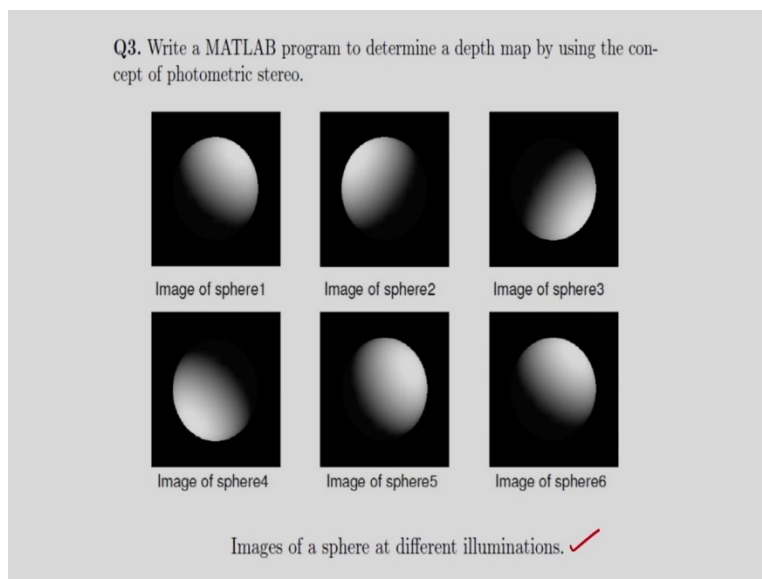 Q3. Write a MATLAB program to determine a depth map by using the con-
cept of photometric stereo.
Image of sphere1
Image of sphere2
Image of sphere3
Image of sphere4
Image of sphere5
Image of sphere6
Images of a sphere at different illuminations.